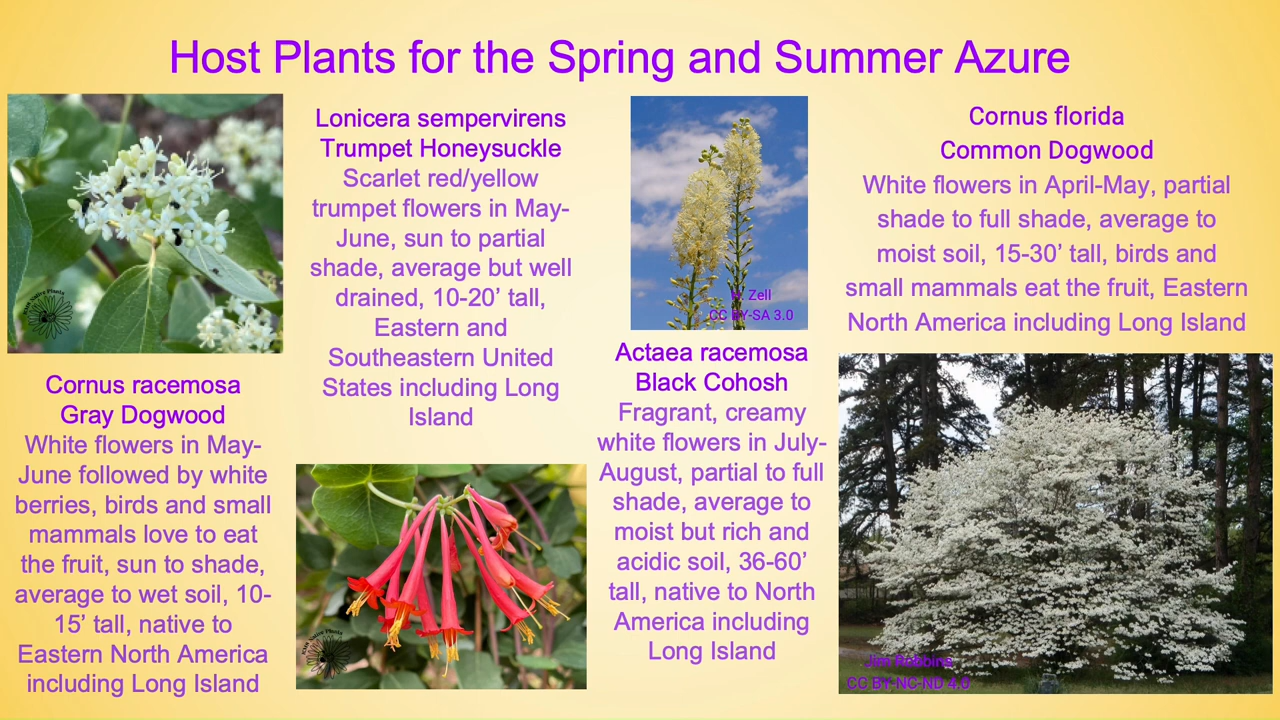 Host Plants for the Spring and Summer Azure
Cornus racemosa
Gray Dogwood
White flowers in May-
June followed by white
berries, birds and small
mammals love to eat
the fruit, sun to shade,
average to wet soil, 10-
15’ tall, native to
Eastern North America
including Long Island
Lonicera sempervirens
Trumpet Honeysuckle
Scarlet red/yellow
trumpet flowers in May-
June, sun to partial
shade, average but well
drained, 10-20’ tall,
Eastern and
Southeastern United
States including Long
Island
Zell
CC BY-SA 3.0
Actaea racemosa
Black Cohosh
Fragrant, creamy
white flowers in July-
August, partial to full
shade, average to
moist but rich and
acidic soil, 36-60’
tall, native to North
America including
Long Island
Cornus florida
Common Dogwood
White flowers in April-May, partial
shade to full shade, average to
moist soil, 15-30’ tall, birds and
small mammals eat the fruit, Eastern
North America including Long Island
Jim Robbins
CC BY-NC-ND 4.0